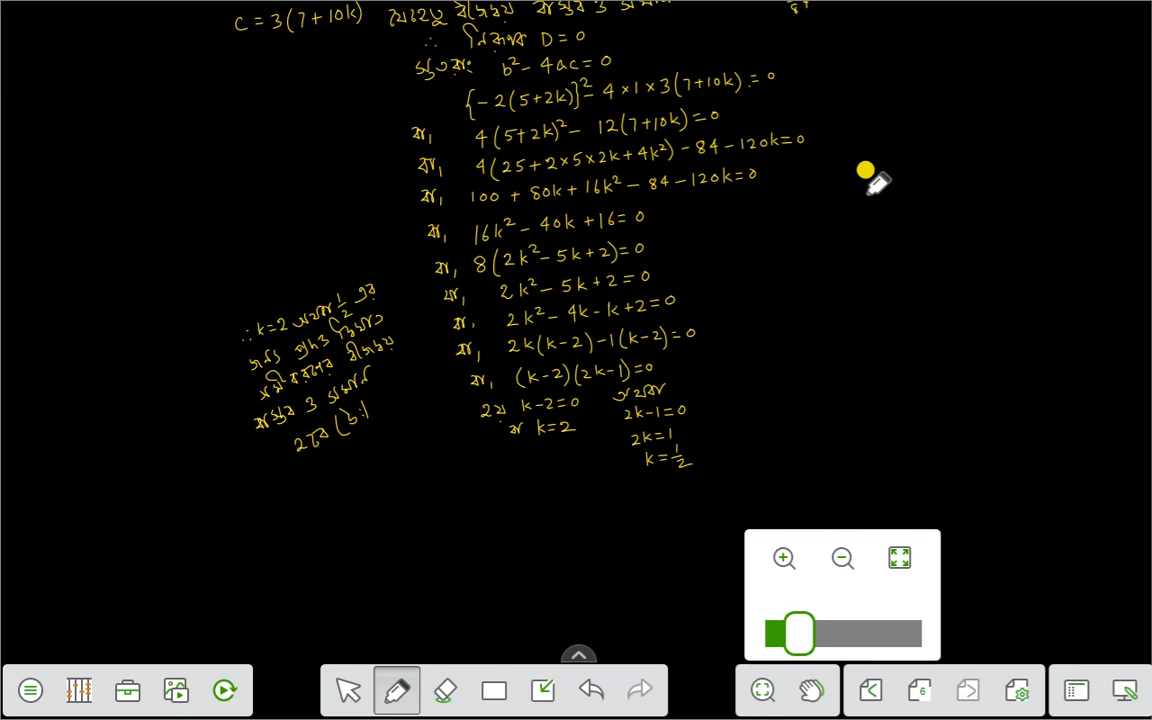 c = 3(7+10k) যেহেতু বীজদ্বয় বাস্তব ও সমান
∴ নিরূপক D = 0
সুতরাং b² - 4ac = 0
{-2(5+2k)}² - 4×1×3(7+10k) = 0
বা, 4(5+2k)² - 12(7+10k) = 0
বা, 4(25+2×5×2k+4k²) - 84 - 120k = 0
বা, 100 + 80k + 16k² - 84 - 120k = 0
বা, 16k² - 40k + 16 = 0
বা, 8(2k² - 5k + 2) = 0
বা, 2k² - 5k + 2 = 0
বা, 2k² - 4k - k + 2 = 0
বা, 2k(k-2) - 1(k-2) = 0
বা, (k-2)(2k-1) = 0
হয় k-2=0 অথবা
2k-1=0
বা k=2
2k=1
k=1/2
∴ k=2 অথবা 1/2 এর
জন্য প্রদত্ত দ্বিঘাত
সমীকরণের বীজদ্বয়
বাস্তব ও সমান
হবে (উঃ)
6